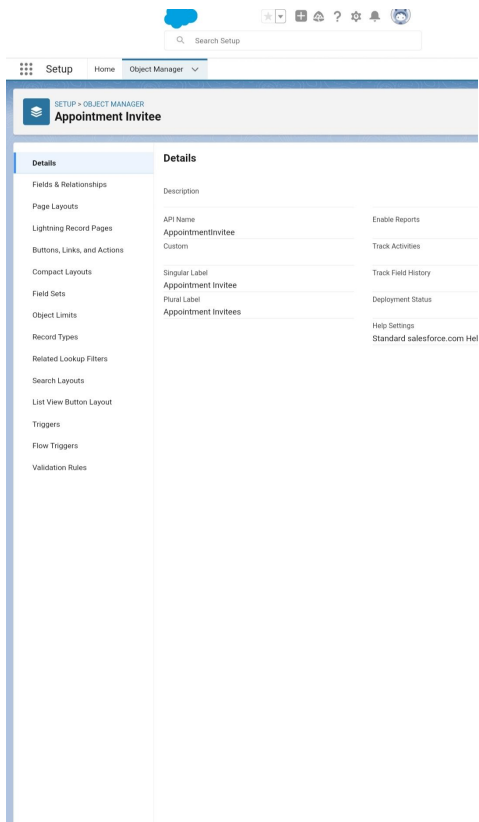 Search Setup
Setup
Home
Object Manager
SETUP > OBJECT MANAGER
Appointment Invitee
Details
Fields & Relationships
Page Layouts
Lightning Record Pages
Buttons, Links, and Actions
Compact Layouts
Field Sets
Object Limits
Record Types
Related Lookup Filters
Search Layouts
List View Button Layout
Triggers
Flow Triggers
Validation Rules
Details
Description
API Name
AppointmentInvitee
Custom
Singular Label
Appointment Invitee
Plural Label
Appointment Invitees
Enable Reports
Track Activities
Track Field History
Deployment Status
Help Settings
Standard salesforce.com Hel